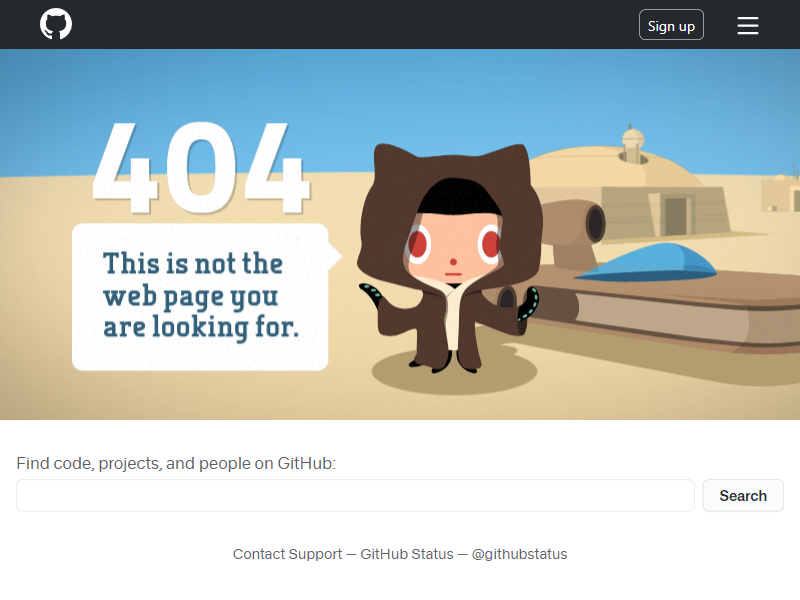 Sign up
404
This is not the
web page you
are looking for.
Find code, projects, and people on GitHub:
Search
Contact Support — GitHub Status — @githubstatus